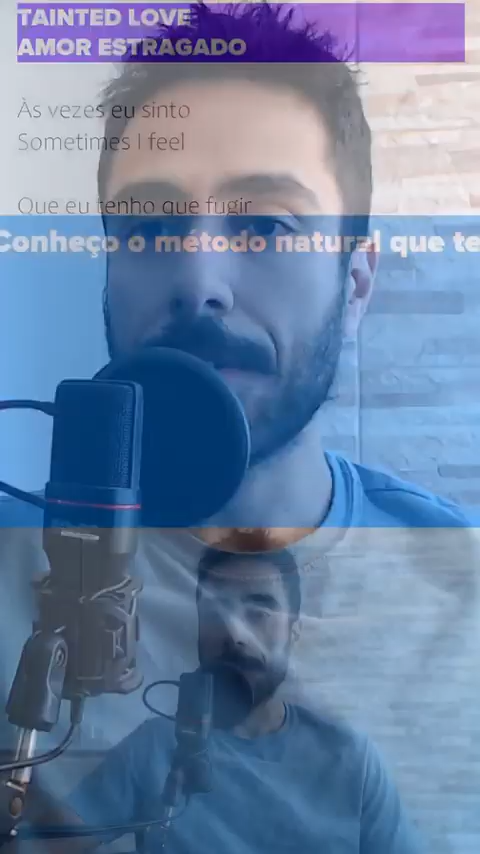 TAINTED LOVE
AMOR ESTRAGADO
Às vezes eu sinto
Sometimes I feel
Que eu tenho que fugir
Conheço o método natural que te